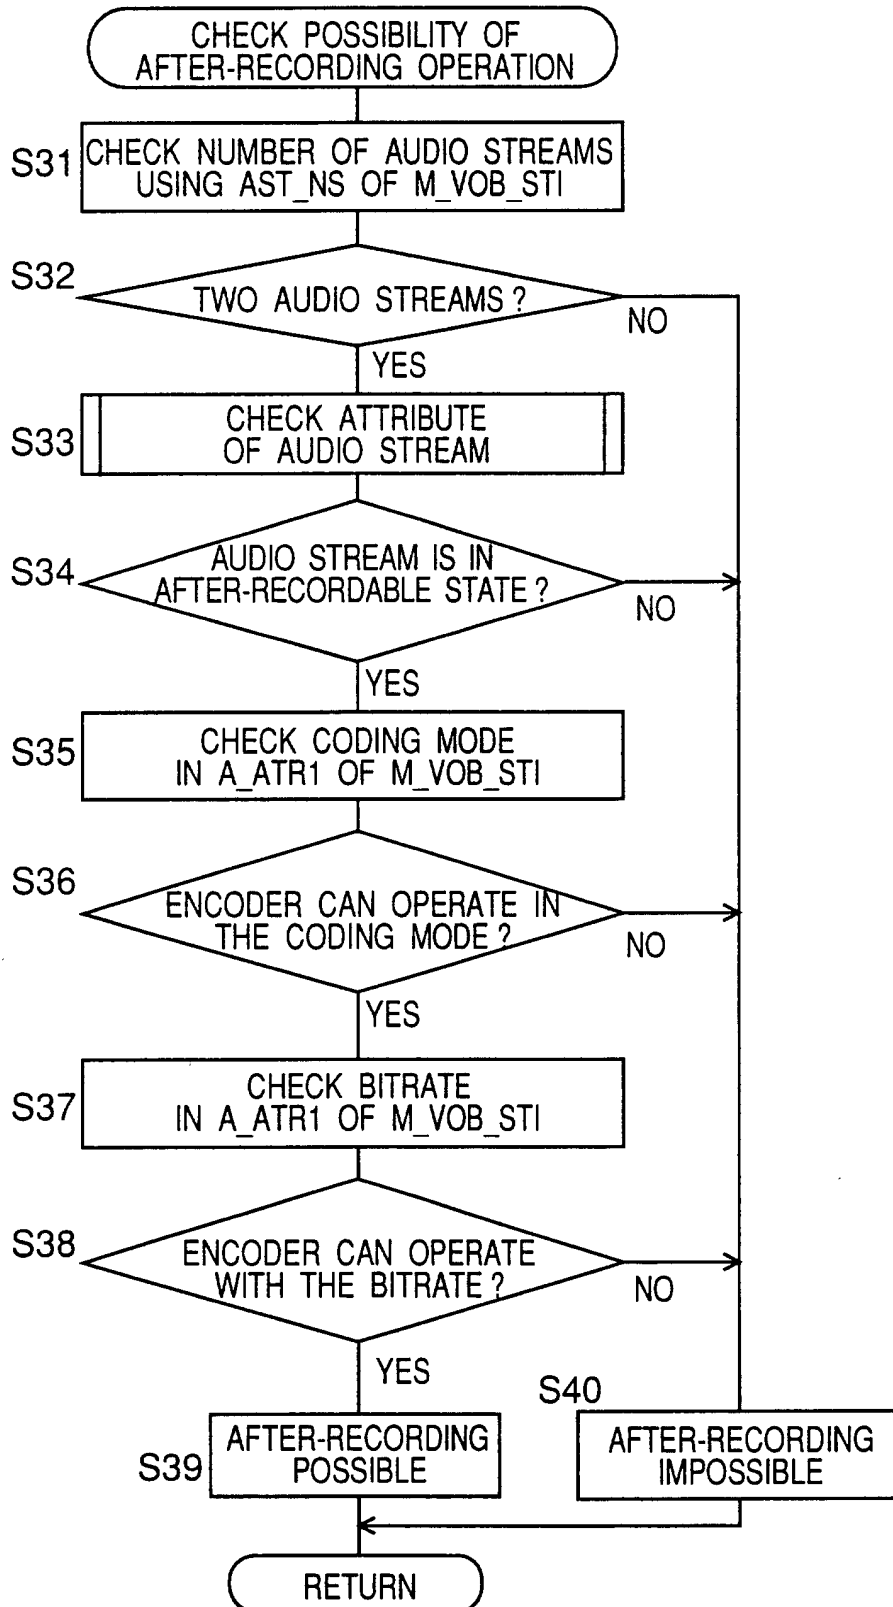 CHECK POSSIBILITY OF
AFTER-RECORDING OPERATION
S31
CHECK NUMBER OF AUDIO STREAMS
USING AST_NS OF M_VOB_STI
S32
TWO AUDIO STREAMS?
NO
YES
S33
CHECK ATTRIBUTE
OF AUDIO STREAM
S34
AUDIO STREAM IS IN
AFTER-RECORDABLE STATE?
NO
YES
S35
CHECK CODING MODE
IN A_ATR1 OF M_VOB_STI
S36
ENCODER CAN OPERATE IN
THE CODING MODE?
NO
YES
S37
CHECK BITRATE
IN A_ATR1 OF M_VOB_STI
S38
ENCODER CAN OPERATE
WITH THE BITRATE?
NO
YES
S39
AFTER-RECORDING
POSSIBLE
S40
AFTER-RECORDING
IMPOSSIBLE
RETURN